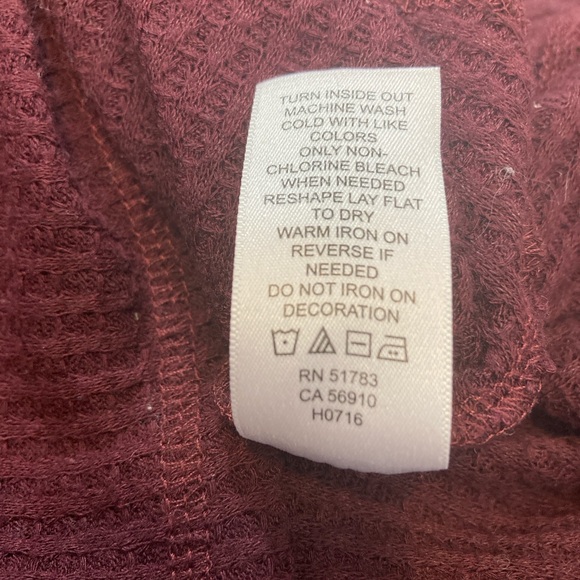 TURN INSIDE OUT
MACHINE WASH
COLD WITH LIKE
COLORS
ONLY NON-
CHLORINE BLEACH
WHEN NEEDED
RESHAPE LAY FLAT
TO DRY
WARM IRON ON
REVERSE IF
NEEDED
DO NOT IRON ON
DECORATION
RN 51783
CA 56910
H0716